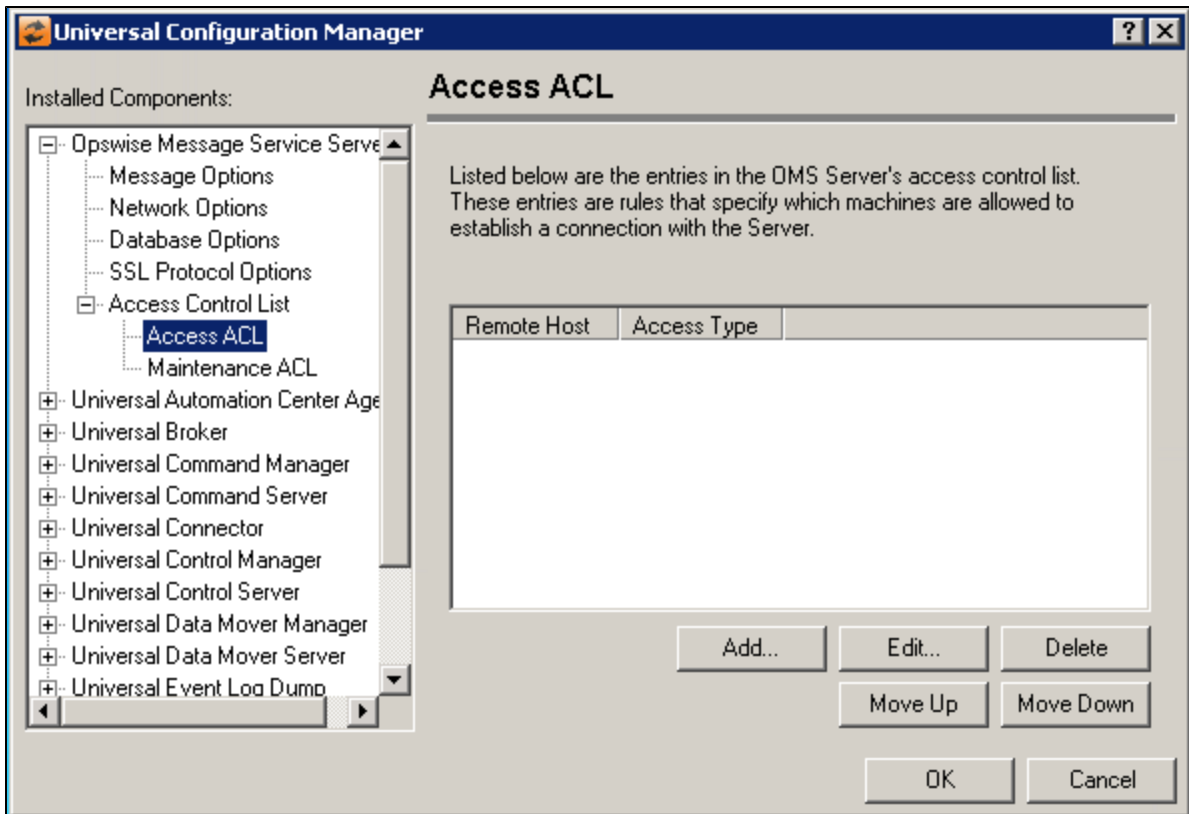 Universal Configuration Manager
Installed Components:
Opswise Message Service Serve
Message Options
Network Options
Database Options
SSL Protocol Options
Access Control List
Access ACL
Maintenance ACL
Universal Automation Center Age
Universal Broker
Universal Command Manager
Universal Command Server
Universal Connector
Universal Control Manager
Universal Control Server
Universal Data Mover Manager
Universal Data Mover Server
Universal Event Log Dump
Access ACL
Listed below are the entries in the OMS Server's access control list.
These entries are rules that specify which machines are allowed to
establish a connection with the Server.
Remote Host Access Type
Add... Edit... Delete
Move Up Move Down
OK Cancel